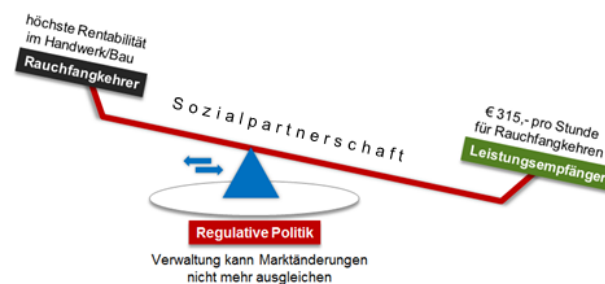 höchste Rentabilität
im Handwerk/Bau
Rauchfangkehrer
Sozialpartnerschaft
€ 315,- pro Stunde
für Rauchfangkehren
Leistungsempfänger
Regulative Politik
Verwaltung kann Marktänderungen
nicht mehr ausgleichen